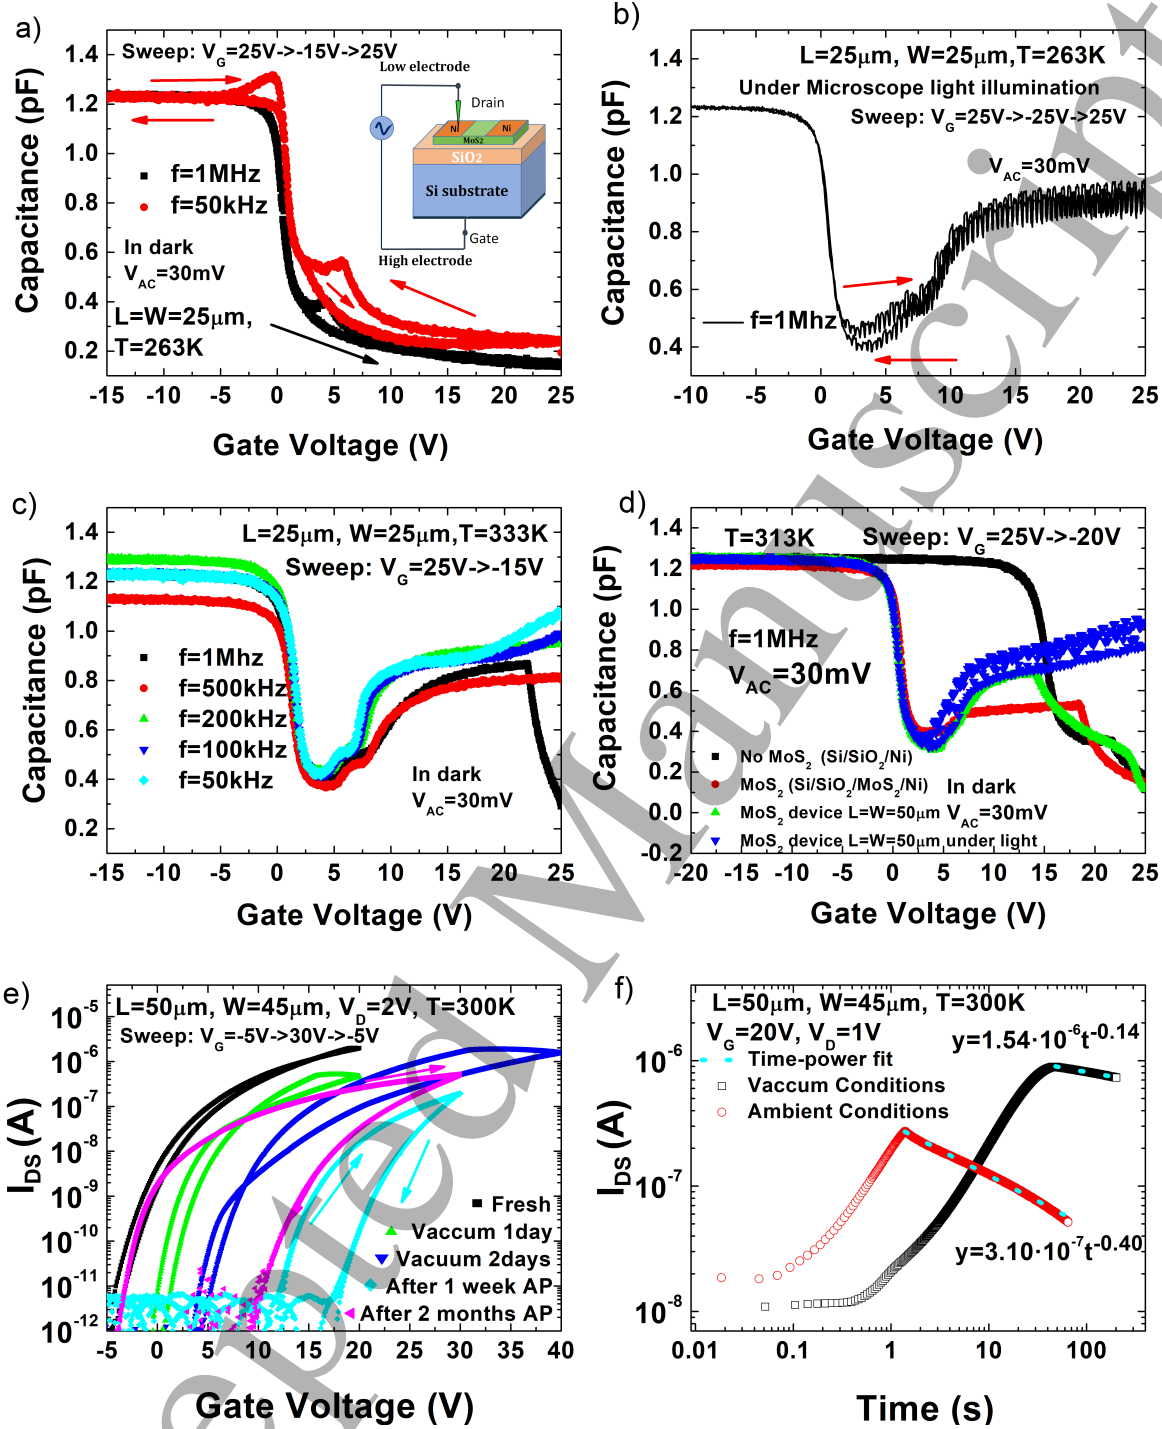 a)
Sweep: VG=25V->-15V->25V
Low electrode
Drain
Ni
Ni
MoS2
SiO2
Si substrate
Gate
High electrode
f=1MHz
f=50kHz
In dark
VAC=30mV
L=W=25μm,
T=263K
Capacitance (pF)
1.4
1.2
1.0
0.8
0.6
0.4
0.2
-15 -10 -5 0 5 10 15 20 25
Gate Voltage (V)
b)
L=25μm, W=25μm,T=263K
Under Microscope light illumination
Sweep: VG=25V->-25V->25V
VAC=30mV
f=1Mhz
Capacitance (pF)
1.4
1.2
1.0
0.8
0.6
0.4
-10 -5 0 5 10 15 20 25
Gate Voltage (V)
c)
L=25μm, W=25μm,T=333K
Sweep: VG=25V->-15V
f=1Mhz
f=500kHz
f=200kHz
f=100kHz
f=50kHz
In dark
VAC=30mV
Capacitance (pF)
1.4
1.2
1.0
0.8
0.6
0.4
0.2
-15 -10 -5 0 5 10 15 20 25
Gate Voltage (V)
d)
T=313K Sweep: VG=25V->-20V
f=1MHz
VAC=30mV
No MoS2 (Si/SiO2/Ni)
MoS2 (Si/SiO2/MoS2/Ni) In dark
MoS2 device L=W=50μm VAC=30mV
MoS2 device L=W=50μm under light
Capacitance (pF)
1.4
1.2
1.0
0.8
0.6
0.4
0.2
0.0
-0.2
-20 -15 -10 -5 0 5 10 15 20 25
Gate Voltage (V)
e)
L=50μm, W=45μm, VD=2V, T=300K
Sweep: VG=-5V->30V->-5V
Fresh
Vaccum 1day
Vacuum 2days
After 1 week AP
After 2 months AP
IDS (A)
10-5
10-6
10-7
10-8
10-9
10-10
10-11
10-12
-5 0 5 10 15 20 25 30 35 40
Gate Voltage (V)
f)
L=50μm, W=45μm, T=300K
VG=20V, VD=1V
y=1.54·10-6t-0.14
Time-power fit
Vaccum Conditions
Ambient Conditions
y=3.10·10-7t-0.40
IDS (A)
10-6
10-7
10-8
0.01 0.1 1 10 100
Time (s)
epted Manuscript